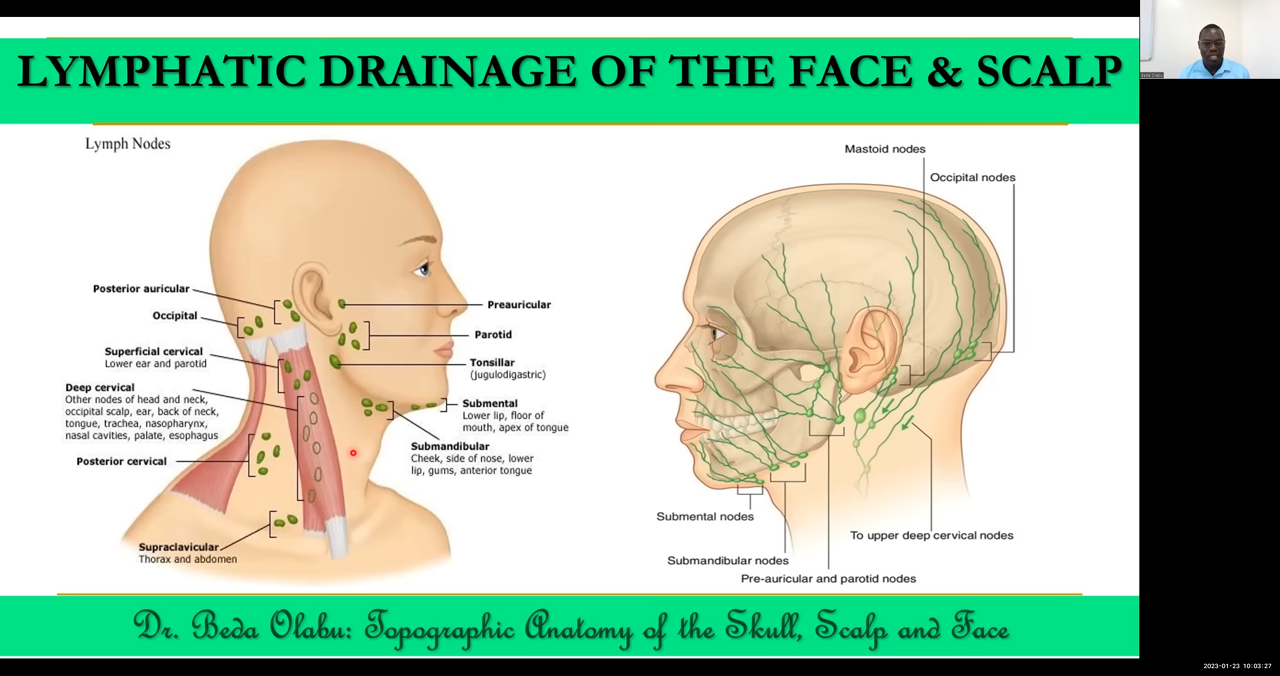 LYMPHATIC DRAINAGE OF THE FACE & SCALP
Beda Olabu
Lymph Nodes
Posterior auricular
Occipital
Superficial cervical
Lower ear and parotid
Deep cervical
Other nodes of head and neck,
occipital scalp, ear, back of neck,
tongue, trachea, nasopharynx,
nasal cavities, palate, esophagus
Posterior cervical
Supraclavicular
Thorax and abdomen
Preauricular
Parotid
Tonsillar
(jugulodigastric)
Submental
Lower lip, floor of
mouth, apex of tongue
Submandibular
Cheek, side of nose, lower
lip, gums, anterior tongue
Mastoid nodes
Occipital nodes
Submental nodes
To upper deep cervical nodes
Submandibular nodes
Pre-auricular and parotid nodes
Dr. Beda Olabu: Topographic Anatomy of the Skull, Scalp and Face
2023-01-23 10:03:27